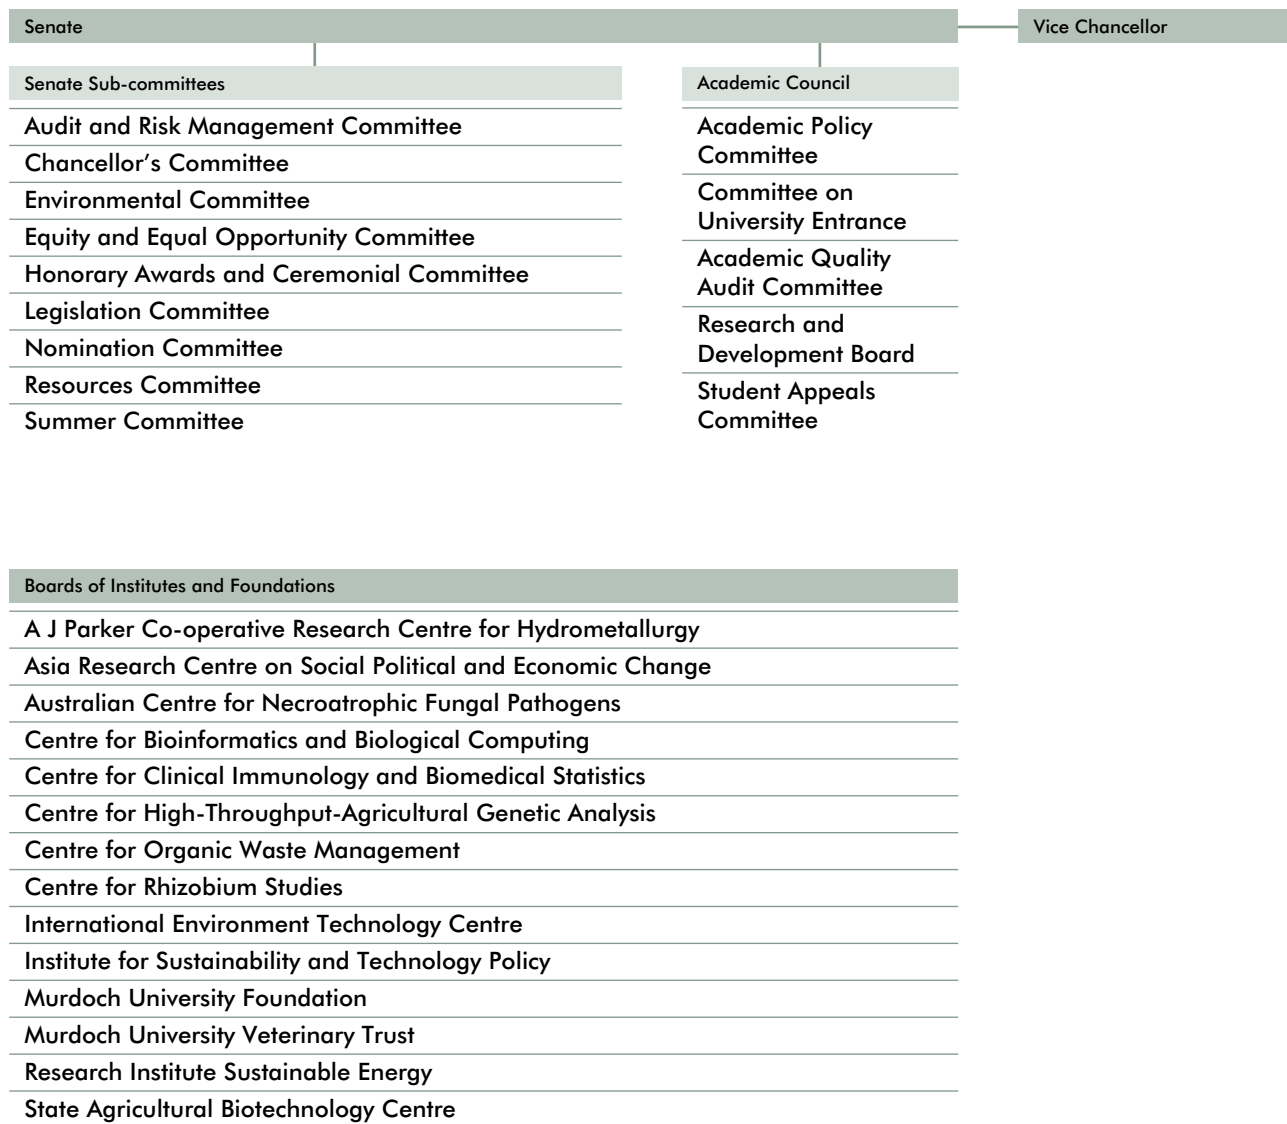 Senate
Vice Chancellor
Senate Sub-committees
Audit and Risk Management Committee
Chancellor’s Committee
Environmental Committee
Equity and Equal Opportunity Committee
Honorary Awards and Ceremonial Committee
Legislation Committee
Nomination Committee
Resources Committee
Summer Committee
Academic Council
Academic Policy
Committee
Committee on
University Entrance
Academic Quality
Audit Committee
Research and
Development Board
Student Appeals
Committee
Boards of Institutes and Foundations
A J Parker Co-operative Research Centre for Hydrometallurgy
Asia Research Centre on Social Political and Economic Change
Australian Centre for Necroatrophic Fungal Pathogens
Centre for Bioinformatics and Biological Computing
Centre for Clinical Immunology and Biomedical Statistics
Centre for High-Throughput-Agricultural Genetic Analysis
Centre for Organic Waste Management
Centre for Rhizobium Studies
International Environment Technology Centre
Institute for Sustainability and Technology Policy
Murdoch University Foundation
Murdoch University Veterinary Trust
Research Institute Sustainable Energy
State Agricultural Biotechnology Centre